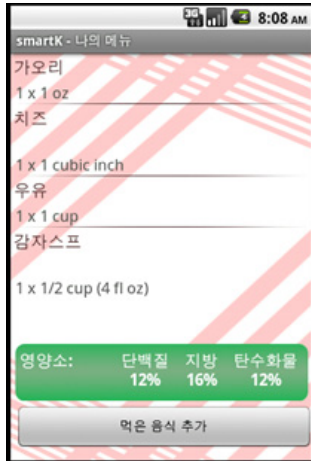 3G 8:08 AM
smartK - 나의 메뉴
가오리
1 x 1 oz
치즈
1 x 1 cubic inch
우유
1 x 1 cup
감자스프
1 x 1/2 cup (4 fl oz)
영양소: 단백질 지방 탄수화물
12% 16% 12%
먹은 음식 추가